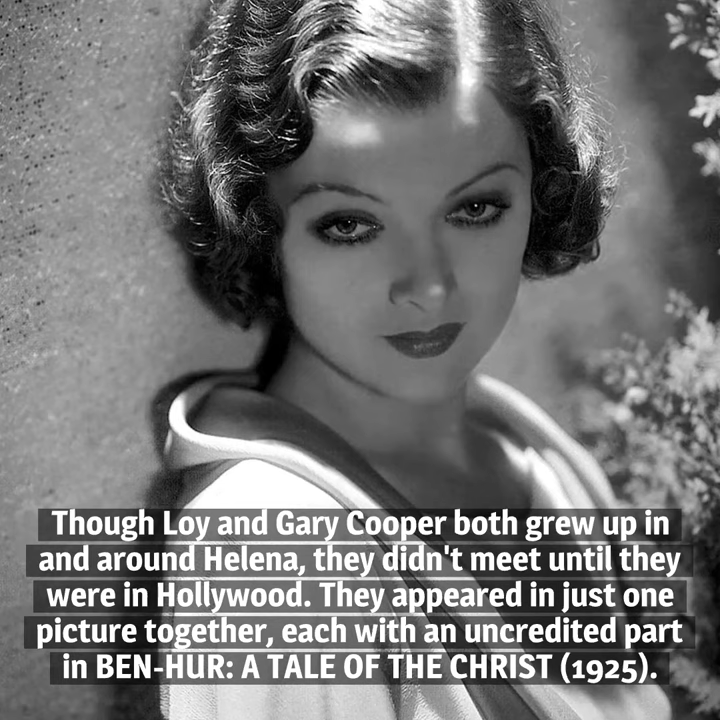 Though Loy and Gary Cooper both grew up in
and around Helena, they didn't meet until they
were in Hollywood. They appeared in just one
picture together, each with an uncredited part
in BEN-HUR: A TALE OF THE CHRIST (1925).